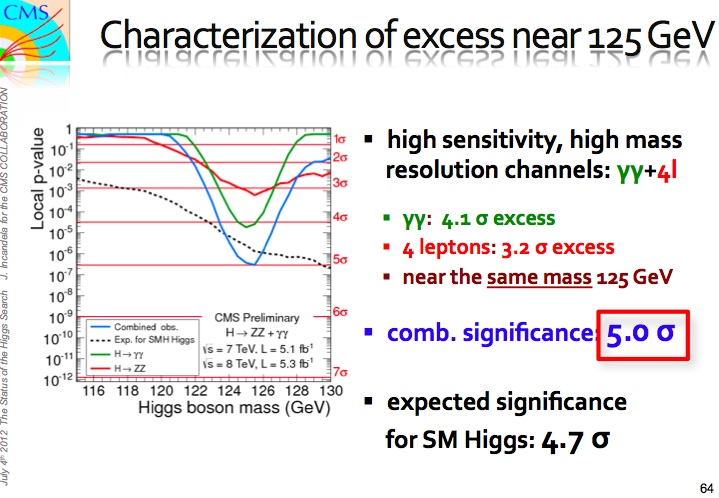 CMS
Characterization of excess near 125 GeV
July 4th 2012 The Status of the Higgs Search J. Incandela for the CMS COLLABORATION
Local p-value
1
10⁻¹
10⁻²
10⁻³
10⁻⁴
10⁻⁵
10⁻⁶
10⁻⁷
10⁻⁸
10⁻⁹
10⁻¹⁰
10⁻¹¹
10⁻¹²
1σ
2σ
3σ
4σ
5σ
6σ
7σ
Combined obs.
Exp. for SMH Higgs
H → γγ
H → ZZ
CMS Preliminary
H → ZZ + γγ
√s = 7 TeV, L = 5.1 fb⁻¹
√s = 8 TeV, L = 5.3 fb⁻¹
116 118 120 122 124 126 128 130
Higgs boson mass (GeV)
▪ high sensitivity, high mass
resolution channels: γγ+4l
▪ γγ: 4.1 σ excess
▪ 4 leptons: 3.2 σ excess
▪ near the same mass 125 GeV
▪ comb. significance: 5.0 σ
▪ expected significance
for SM Higgs: 4.7 σ
64